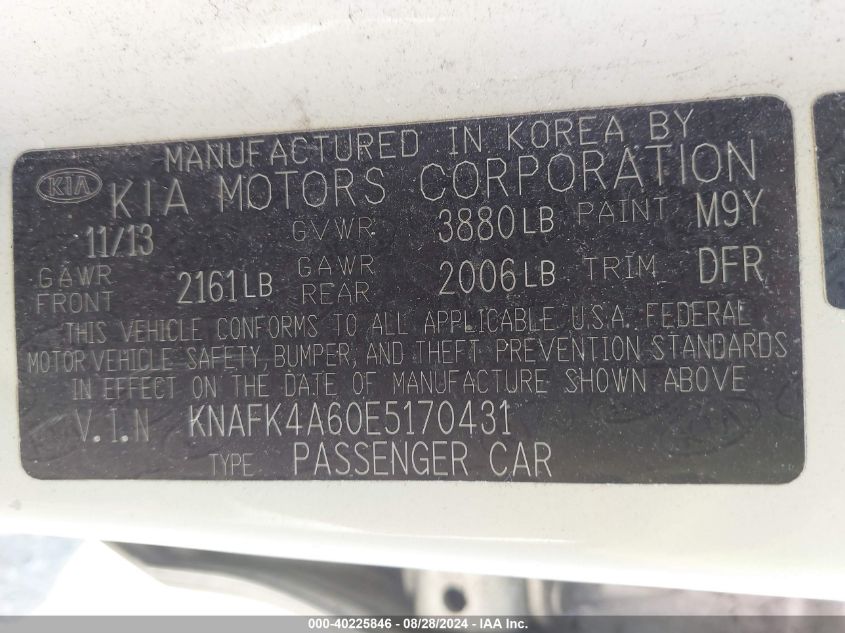 MANUFACTURED IN KOREA BY
KIA KIA MOTORS CORPORATION
11/13 GVWR 3880LB PAINT M9Y
GAWR FRONT 2161LB GAWR REAR 2006LB TRIM DFR
THIS VEHICLE CONFORMS TO ALL APPLICABLE U.S.A. FEDERAL
MOTOR VEHICLE SAFETY, BUMPER, AND THEFT PREVENTION STANDARDS
IN EFFECT ON THE DATE OF MANUFACTURE SHOWN ABOVE
V.I.N KNAFK4A60E5170431
TYPE PASSENGER CAR
000-40225846 - 08/28/2024 - IAAI.COM